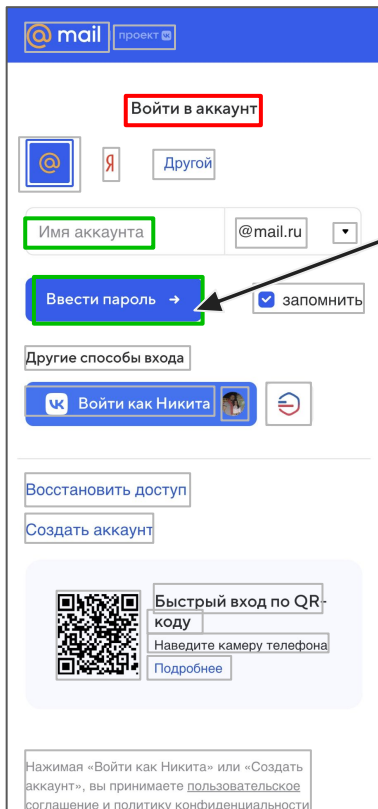 @ mail проект
Войти в аккаунт
@ Я Другой
Имя аккаунта @mail.ru
Ввести пароль → запомнить
Другие способы входа
Войти как Никита
Восстановить доступ
Создать аккаунт
Быстрый вход по QR-
коду
Наведите камеру телефона
Подробнее
Нажимая «Войти как Никита» или «Создать
аккаунт», вы принимаете пользовательское
соглашение и политику конфиденциальности